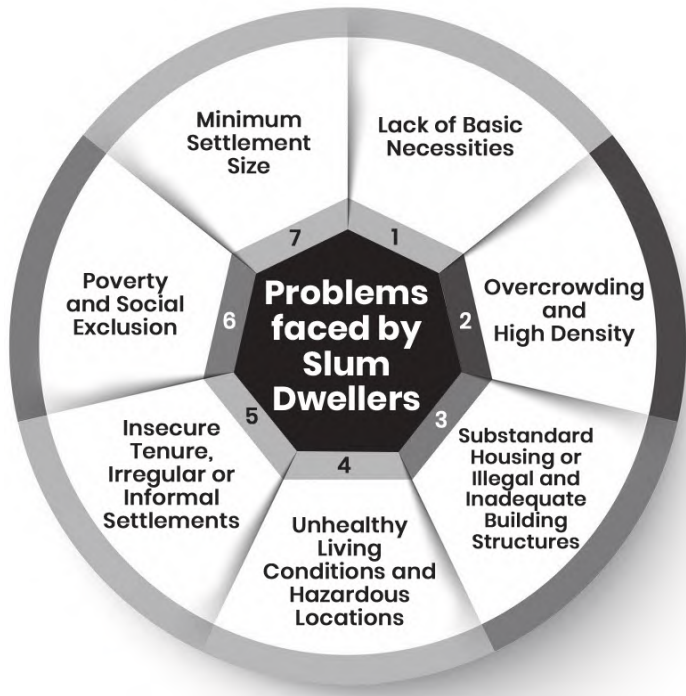 Problems
faced by
Slum
Dwellers
1
Lack of Basic
Necessities
2
Overcrowding
and
High Density
3
Substandard
Housing or
Illegal and
Inadequate
Building
Structures
4
Unhealthy
Living
Conditions and
Hazardous
Locations
5
Insecure
Tenure,
Irregular or
Informal
Settlements
6
Poverty
and Social
Exclusion
7
Minimum
Settlement
Size